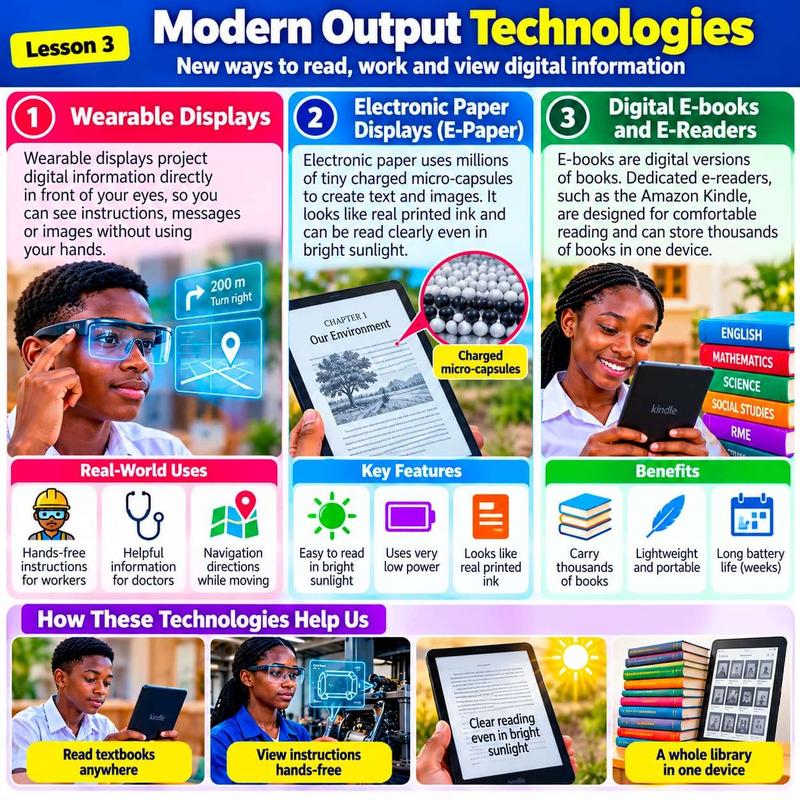 Lesson 3
Modern Output Technologies
New ways to read, work and view digital information
1 Wearable Displays
Wearable displays project
digital information directly
in front of your eyes, so you
can see instructions, messages
or images without using
your hands.
200 m
Turn right
Real-World Uses
Hands-free
instructions
for workers
Helpful
information
for doctors
Navigation
directions
while moving
2 Electronic Paper
Displays (E-Paper)
Electronic paper uses millions
of tiny charged micro-capsules
to create text and images. It
looks like real printed ink and
can be read clearly even in
bright sunlight.
CHAPTER 1
Our Environment
Charged
micro-capsules
Key Features
Easy to read
in bright
sunlight
Uses very
low power
Looks like
real printed
ink
3 Digital E-books
and E-Readers
E-books are digital versions
of books. Dedicated e-readers,
such as the Amazon Kindle,
are designed for comfortable
reading and can store thousands
of books in one device.
kindle
ENGLISH
MATHEMATICS
SCIENCE
SOCIAL STUDIES
RME
Benefits
Carry
thousands
of books
Lightweight
and portable
Long battery
life (weeks)
How These Technologies Help Us
kindle
Read textbooks
anywhere
View instructions
hands-free
Clear reading
even in bright
sunlight
A whole library
in one device